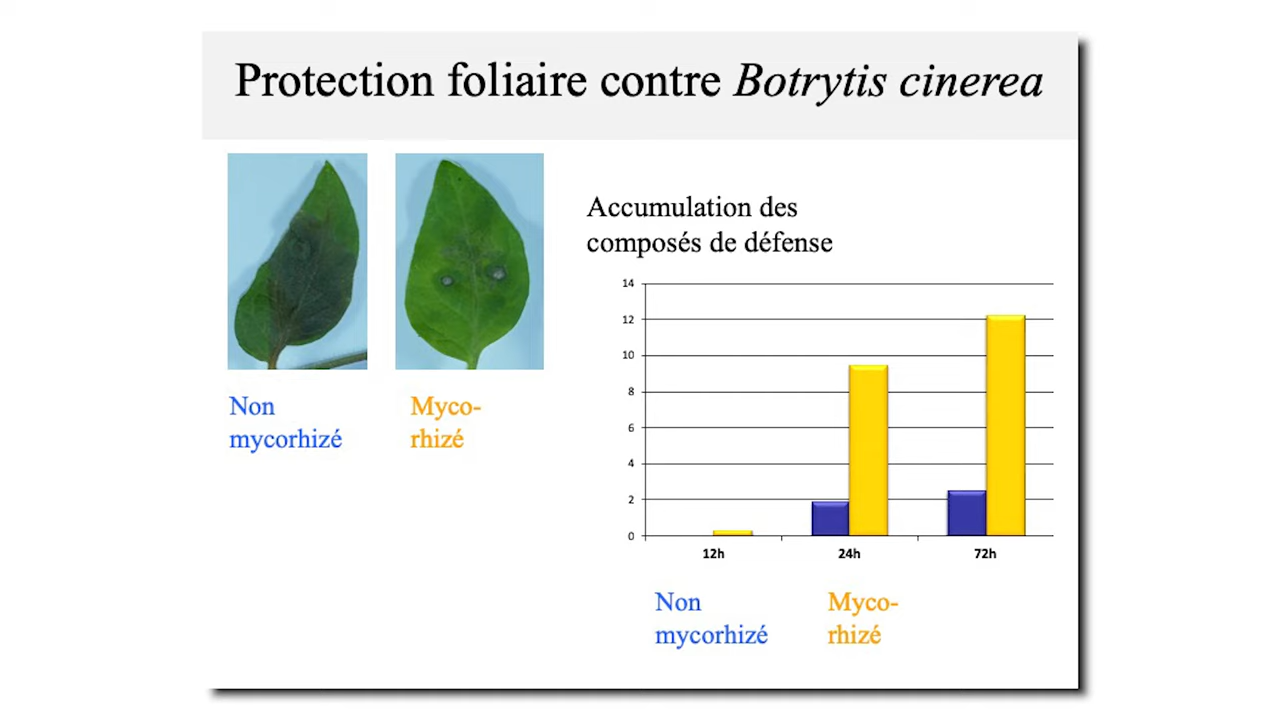 Protection foliaire contre Botrytis cinerea
Non
mycorhizé
Myco-
rhizé
Accumulation des
composés de défense
14
12
10
8
6
4
2
0
12h
24h
72h
Non
mycorhizé
Myco-
rhizé